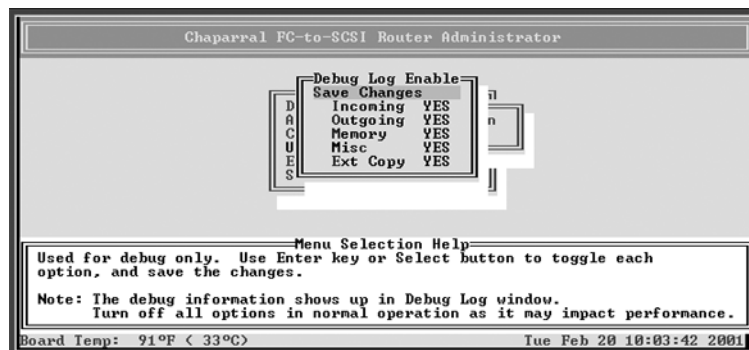 Chaparral FC-to-SCSI Router Administrator
Debug Log Enable
Save Changes
Incoming YES
Outgoing YES
Memory YES
Misc YES
Ext Copy YES
D
A
C
U
E
S
n
Menu Selection Help
Used for debug only. Use Enter key or Select button to toggle each
option, and save the changes.
Note: The debug information shows up in Debug Log window.
Turn off all options in normal operation as it may impact performance.
Board Temp: 91ºF ( 33ºC)
Tue Feb 20 10:03:42 2001